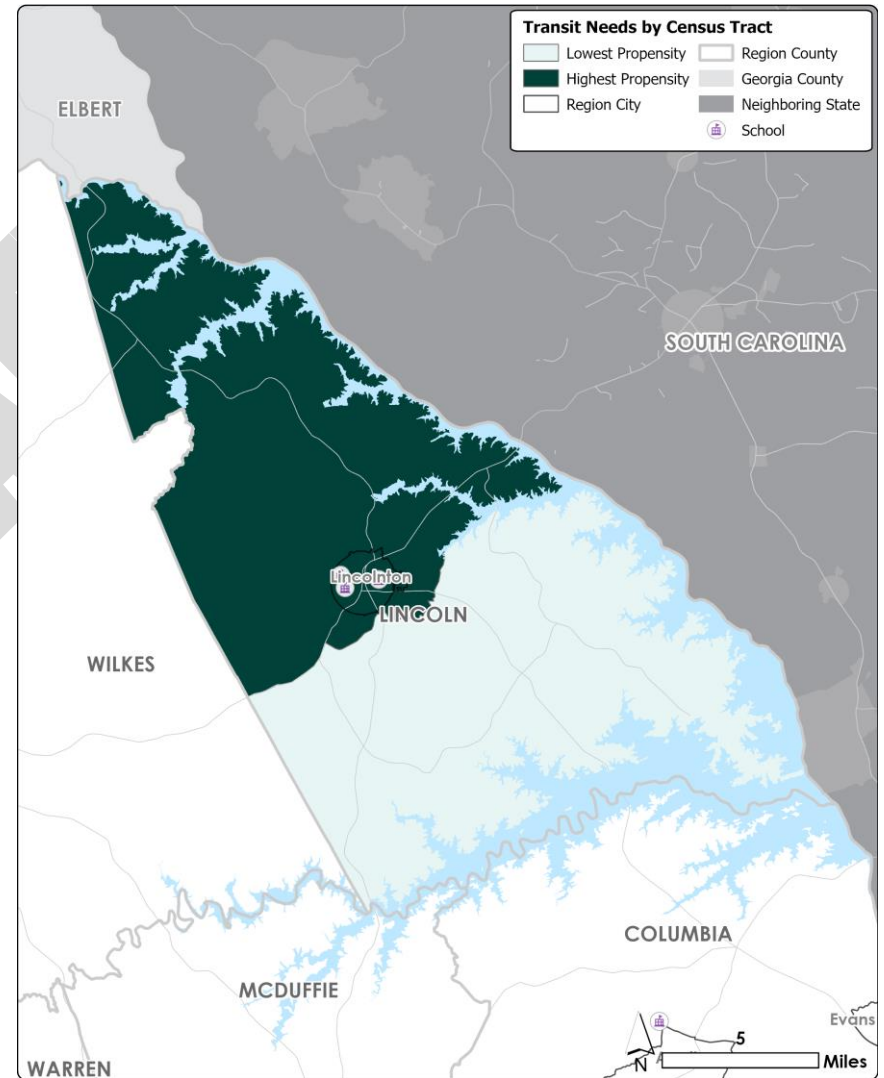 Transit Needs by Census Tract
Lowest Propensity
Region County
Highest Propensity
Georgia County
Region City
Neighboring State
School
ELBERT
SOUTH CAROLINA
Lincolnton
LINCOLN
WILKES
COLUMBIA
MCDUFFIE
Evans
WARREN
N
5
Miles